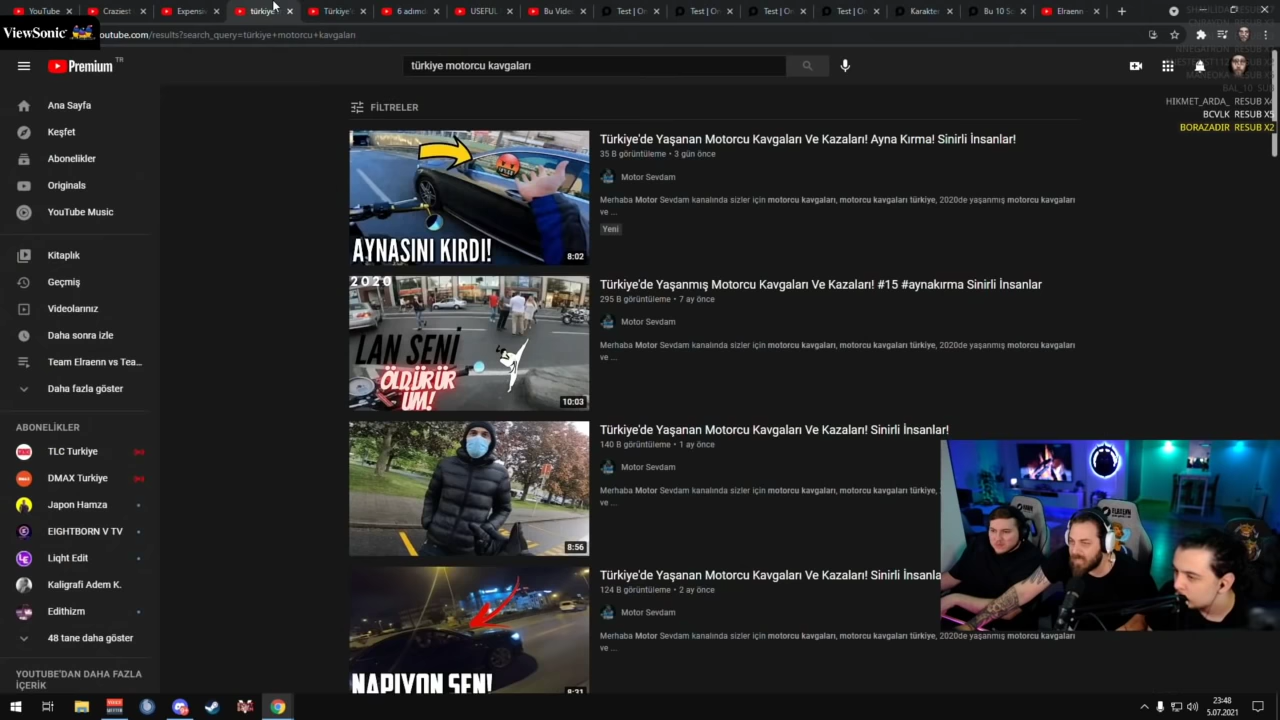 YouTube
Craziest
Expensi
türkiye
Türkiye'
6 adımd
USEFUL
Bu Video
Test | On
Test | On
Test | On
Test | On
Karakter
Bu 10 So
Elraenn
ViewSonic
outube.com/results?search_query=türkiye+motorcu+kavgaları
Premium TR
türkiye motorcu kavgaları
HIKMET_ARDA_ RESUB X4
BCVLK RESUB X5
BORAZADIR RESUB X2
Ana Sayfa
Keşfet
Abonelikler
Originals
YouTube Music
Kitaplık
Geçmiş
Videolarınız
Daha sonra izle
Team Elraenn vs Tea...
Daha fazla göster
ABONELİKLER
TLC Turkiye
DMAX Turkiye
Japon Hamza
EIGHTBORN V TV
Liqht Edit
Kaligrafi Adem K.
Edithizm
48 tane daha göster
YOUTUBE'DAN DAHA FAZLA
İÇERİK
FİLTRELER
AYNASINI KIRDI!
8:02
Türkiye'de Yaşanan Motorcu Kavgaları Ve Kazaları! Ayna Kırma! Sinirli İnsanlar!
35 B görüntüleme • 3 gün önce
Motor Sevdam
Merhaba Motor Sevdam kanalında sizler için motorcu kavgaları, motorcu kavgaları türkiye, 2020de yaşanmış motorcu kavgaları
ve ...
Yeni
2020
LAN SENİ
ÖLDÜRÜR
ÜM!
10:03
Türkiye'de Yaşanmış Motorcu Kavgaları Ve Kazaları! #15 #aynakırma Sinirli İnsanlar
295 B görüntüleme • 7 ay önce
Motor Sevdam
Merhaba Motor Sevdam kanalında sizler için motorcu kavgaları, motorcu kavgaları türkiye, 2020de yaşanmış motorcu kavgaları
ve ...
8:56
Türkiye'de Yaşanan Motorcu Kavgaları Ve Kazaları! Sinirli İnsanlar!
140 B görüntüleme • 1 ay önce
Motor Sevdam
Merhaba Motor Sevdam kanalında sizler için motorcu kavgaları, motorcu kavgaları türkiye,
ve ...
NAPIYON SEN!
8:31
Türkiye'de Yaşanan Motorcu Kavgaları Ve Kazaları! Sinirli İnsanla
124 B görüntüleme • 2 ay önce
Motor Sevdam
Merhaba Motor Sevdam kanalında sizler için motorcu kavgaları, motorcu kavgaları türkiye, 2020de yaşanmış motorcu kavgaları
ve ...
23:48
5.07.2021